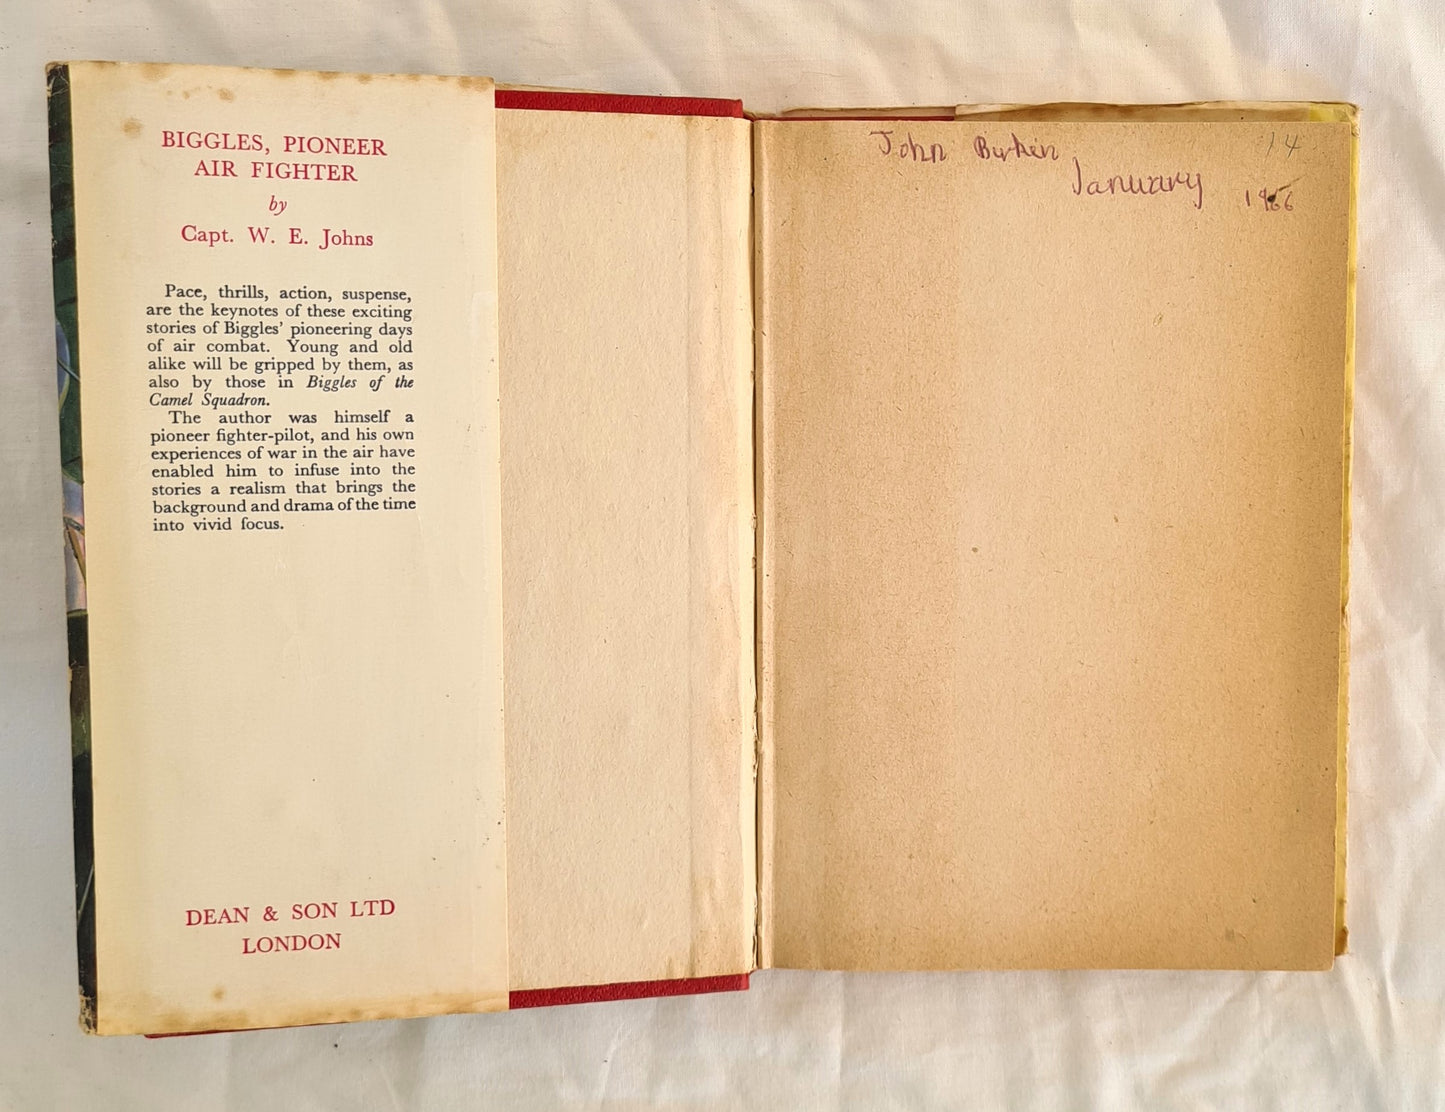 BIGGLES, PIONEER
AIR FIGHTER
by
Capt. W. E. Johns
Pace, thrills, action, suspense,
are the keynotes of these exciting
stories of Biggles' pioneering days
of air combat. Young and old
alike will be gripped by them, as
also by those in Biggles of the
Camel Squadron.
The author was himself a
pioneer fighter-pilot, and his own
experiences of war in the air have
enabled him to infuse into the
stories a realism that brings the
background and drama of the time
into vivid focus.
DEAN & SON LTD
LONDON
John
January 1966
14